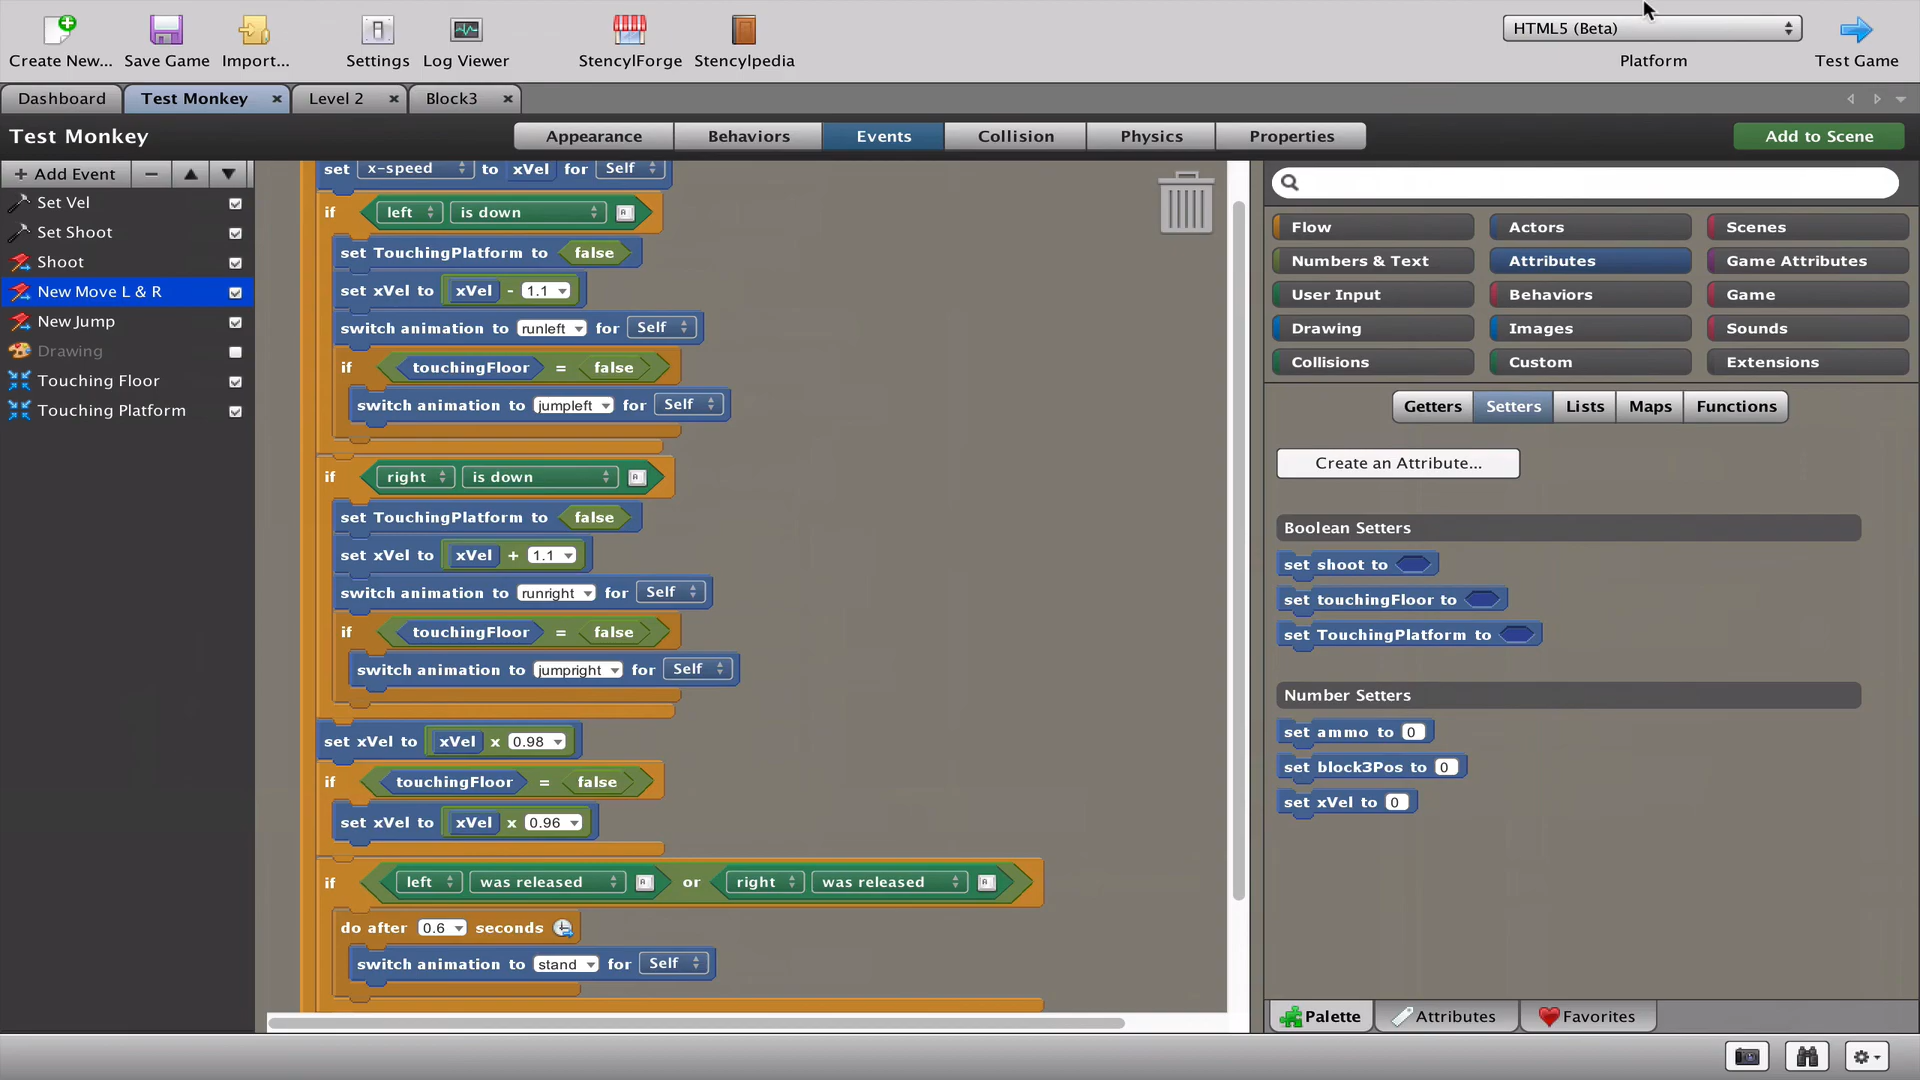 HTML5 (Beta)
Create New... Save Game Import... Settings Log Viewer StencylForge Stencylpedia Platform Test Game
Dashboard Test Monkey × Level 2 × Block3 ×
Test Monkey Appearance Behaviors Events Collision Physics Properties Add to Scene
+ Add Event
Set Vel
Set Shoot
Shoot
New Move L & R
New Jump
Drawing
Touching Floor
Touching Platform
set x-speed to xVel for Self
if left is down A
set TouchingPlatform to false
set xVel to xVel - 1.1
switch animation to runleft for Self
if touchingFloor = false
switch animation to jumpleft for Self
if right is down A
set TouchingPlatform to false
set xVel to xVel + 1.1
switch animation to runright for Self
if touchingFloor = false
switch animation to jumpright for Self
set xVel to xVel x 0.98
if touchingFloor = false
set xVel to xVel x 0.96
if left was released A or right was released A
do after 0.6 seconds
switch animation to stand for Self
Flow Actors Scenes
Numbers & Text Attributes Game Attributes
User Input Behaviors Game
Drawing Images Sounds
Collisions Custom Extensions
Getters Setters Lists Maps Functions
Create an Attribute...
Boolean Setters
set shoot to
set touchingFloor to
set TouchingPlatform to
Number Setters
set ammo to 0
set block3Pos to 0
set xVel to 0
Palette Attributes Favorites